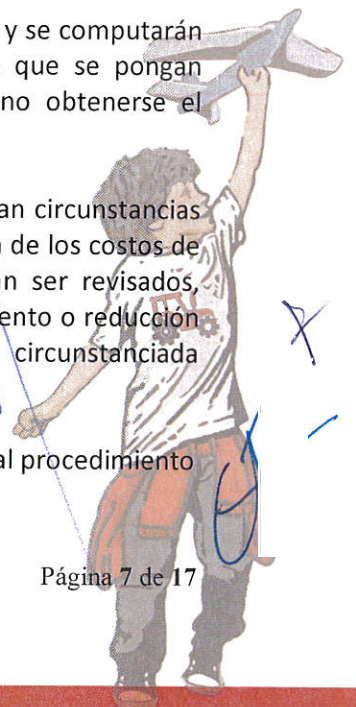 y se computarán
que se pongan
no obtenerse el
an circunstancias
de los costos de
n ser revisados,
ento o reducción
circunstanciada
al procedimiento
Página 7 de 17